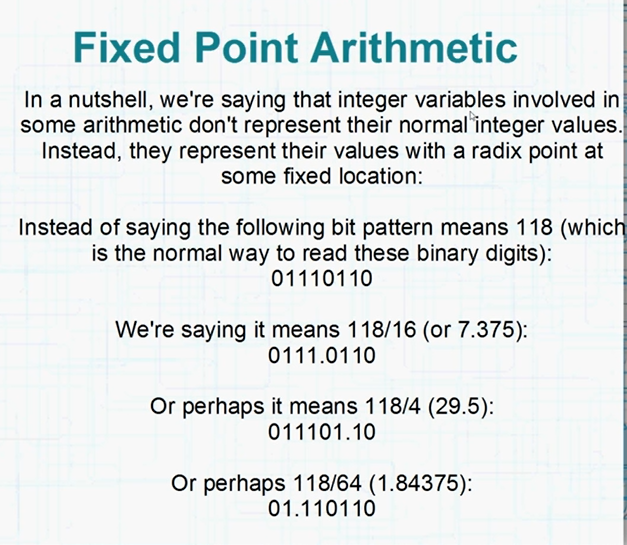 Fixed Point Arithmetic
In a nutshell, we're saying that integer variables involved in
some arithmetic don't represent their normal integer values.
Instead, they represent their values with a radix point at
some fixed location:
Instead of saying the following bit pattern means 118 (which
is the normal way to read these binary digits):
01110110
We're saying it means 118/16 (or 7.375):
0111.0110
Or perhaps it means 118/4 (29.5):
011101.10
Or perhaps 118/64 (1.84375):
01.110110